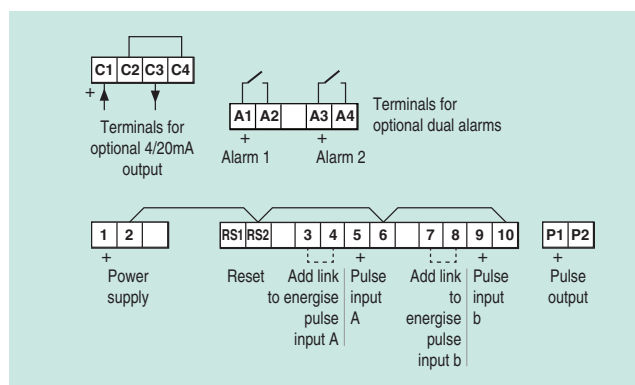 C1 C2 C3 C4
+
Terminals for
optional 4/20mA
output
A1 A2 A3 A4
+ +
Alarm 1 Alarm 2
Terminals for
optional dual alarms
1 2 RS1 RS2 3 4 5 6 7 8 9 10 P1 P2
+ + + +
Power
supply
Reset
Add link
to energise
pulse
input A
Pulse
input
A
Add link
to
energise
pulse
input b
Pulse
input
b
Pulse
output